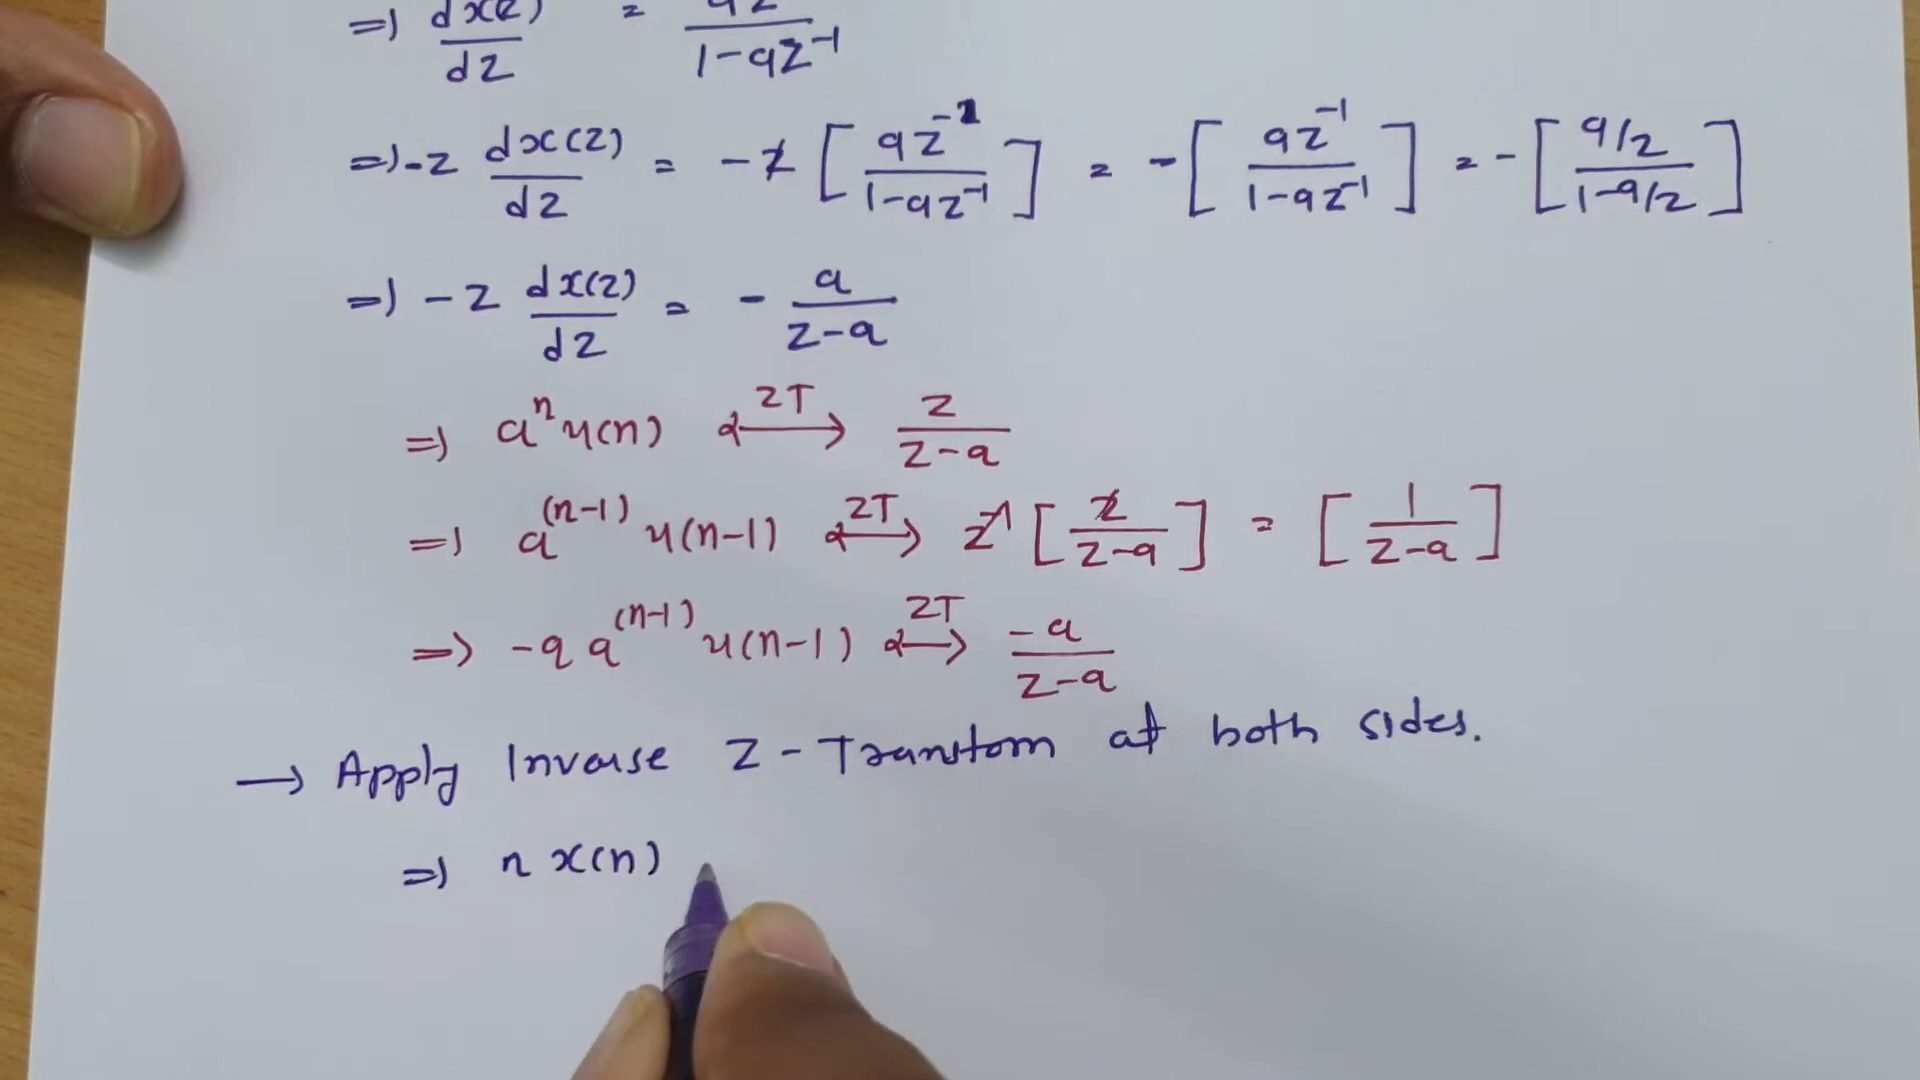 => dx(z)/dz = az/1-az^-1
=> -z dx(z)/dz = -z [az^-2/1-az^-1] = -[az^-1/1-az^-1] = -[a/z/1-a/z]
=> -z dx(z)/dz = - a/z-a
=> a^n u(n) <-ZT-> z/z-a
=> a^(n-1) u(n-1) <-ZT-> z^-1 [z/z-a] = [1/z-a]
=> -a a^(n-1) u(n-1) <-ZT-> -a/z-a
-> Apply Inverse Z-Transform at both sides.
=> n x(n)